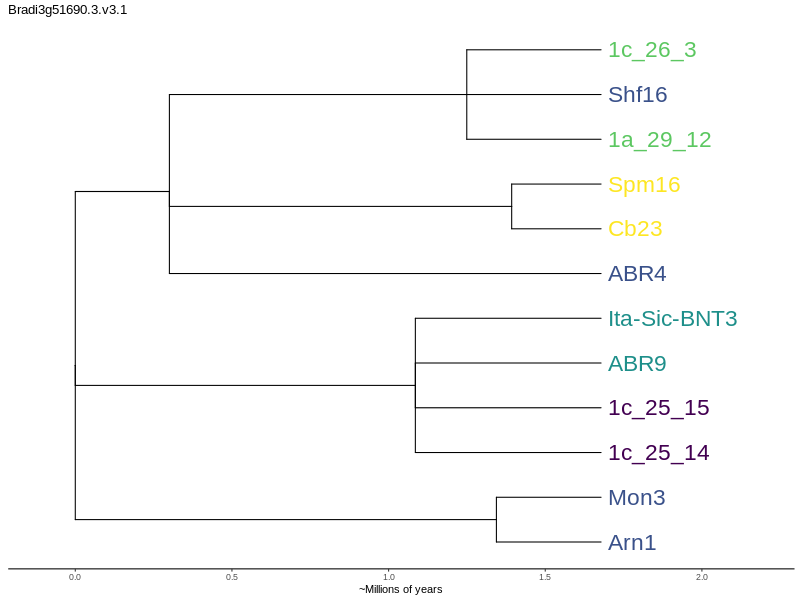 Bradi3g51690.3.v3.1
1c_26_3
Shf16
1a_29_12
Spm16
Cb23
ABR4
Ita-Sic-BNT3
ABR9
1c_25_15
1c_25_14
Mon3
Arn1
0.0 0.5 1.0 1.5 2.0
~Millions of years